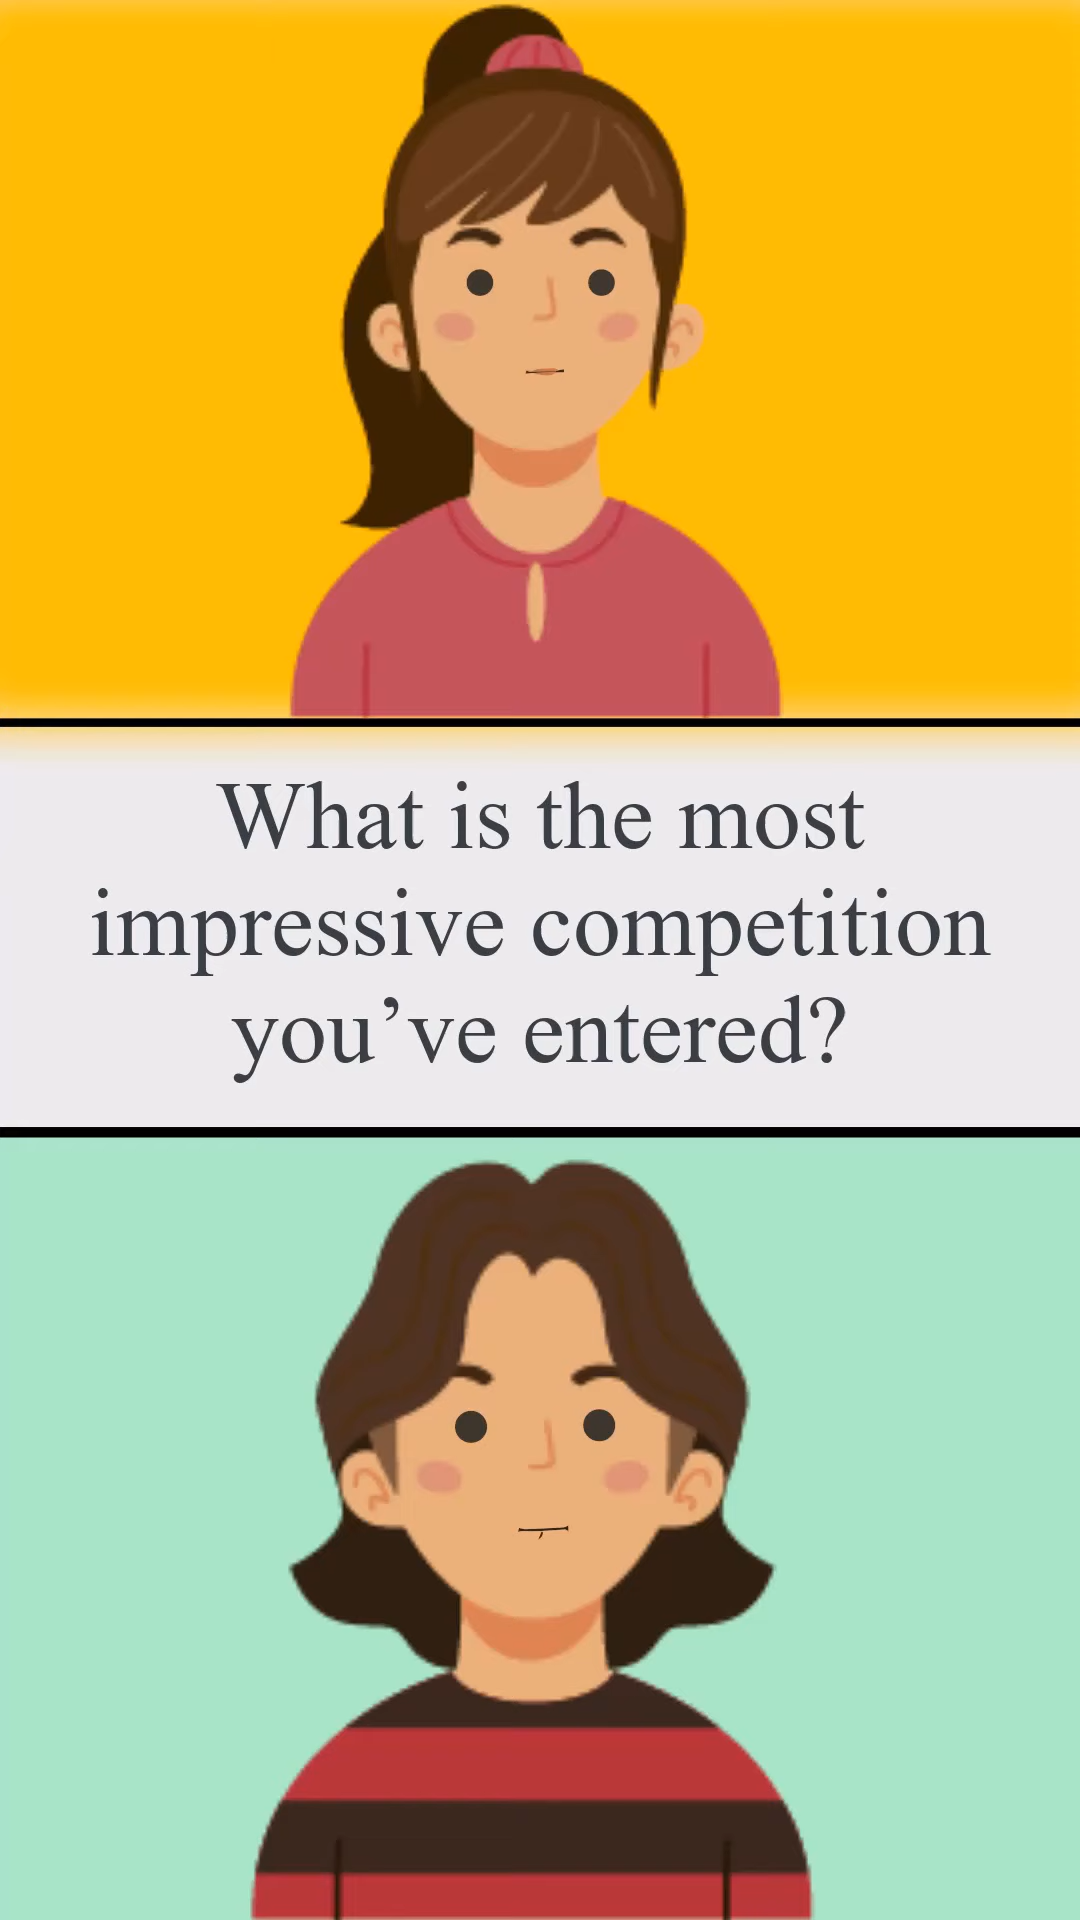 What is the most
impressive competition
you’ve entered?